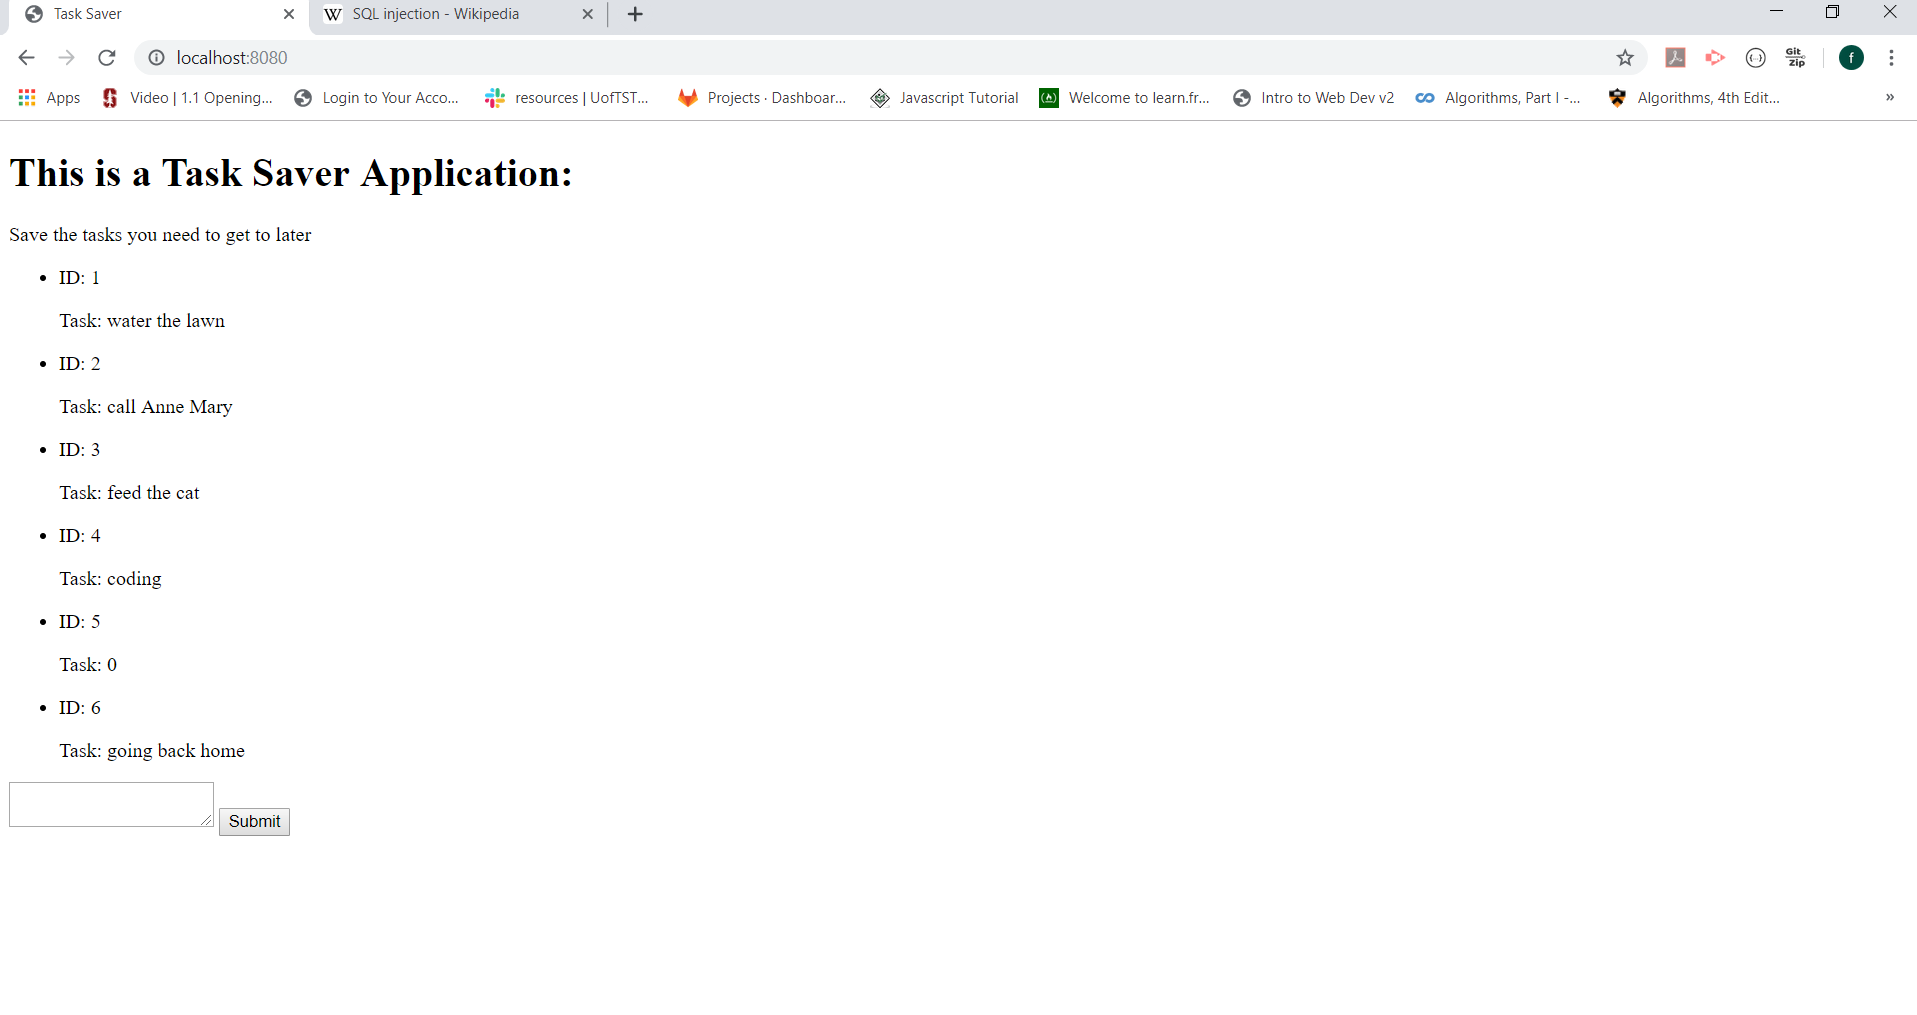 Task Saver
SQL injection - Wikipedia
localhost:8080
Git
Zip
f
Apps
Video | 1.1 Opening...
Login to Your Acco...
resources | UofTST...
Projects · Dashboar...
Javascript Tutorial
Welcome to learn.fr...
Intro to Web Dev v2
Algorithms, Part I -...
Algorithms, 4th Edit...
»
This is a Task Saver Application:
Save the tasks you need to get to later
• ID: 1
Task: water the lawn
• ID: 2
Task: call Anne Mary
• ID: 3
Task: feed the cat
• ID: 4
Task: coding
• ID: 5
Task: 0
• ID: 6
Task: going back home
Submit